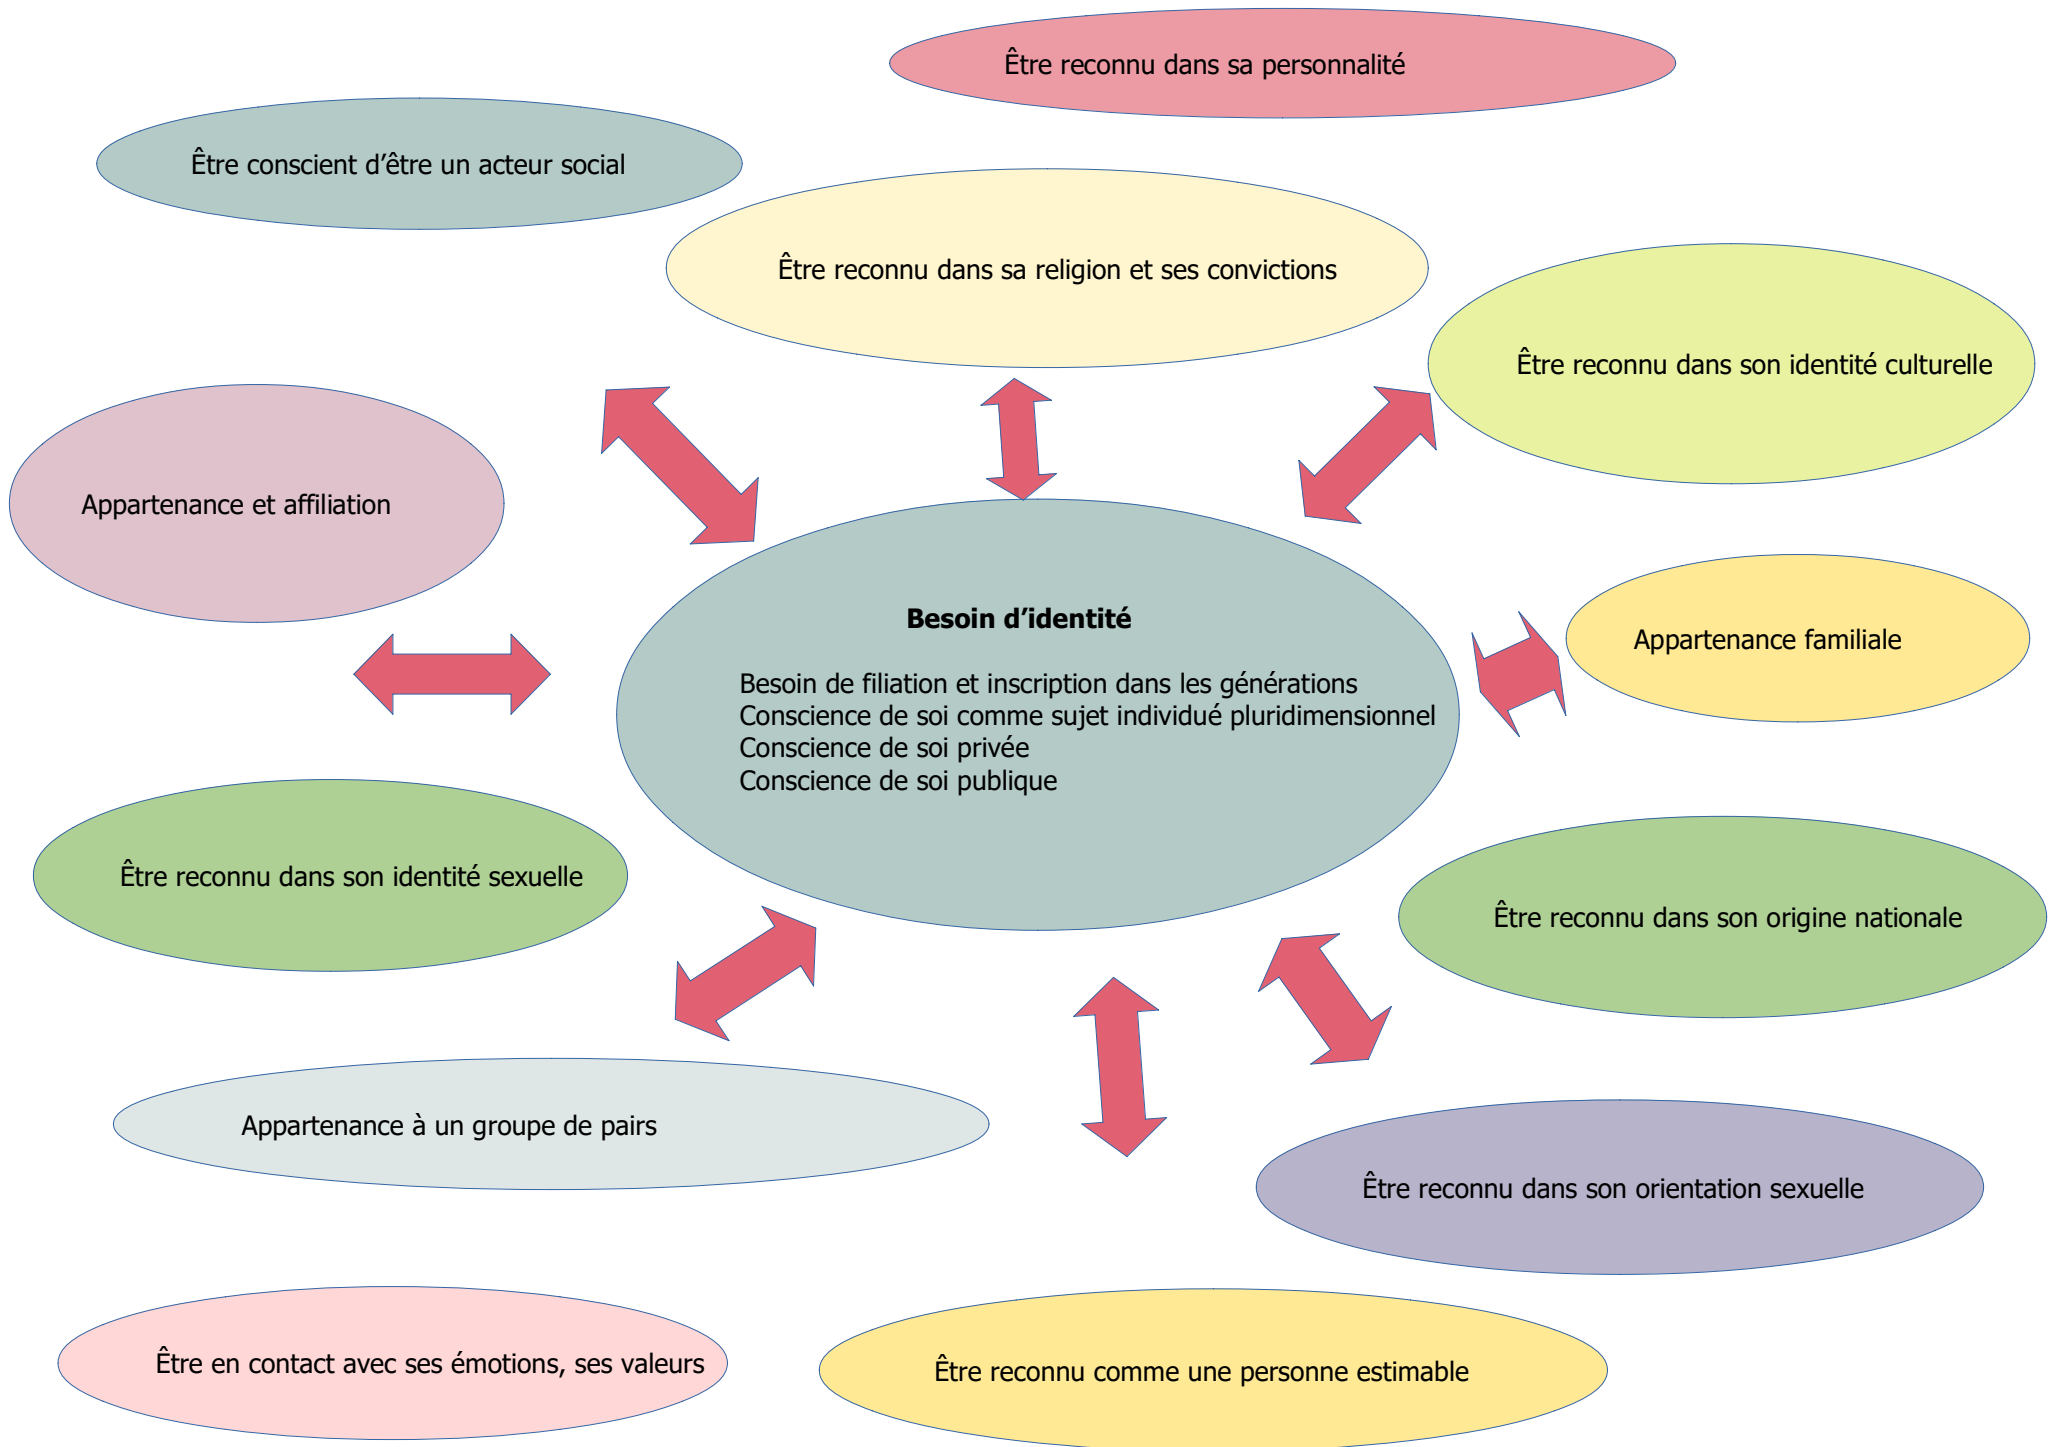 Être reconnu dans sa personnalité
Être conscient d’être un acteur social
Être reconnu dans sa religion et ses convictions
Être reconnu dans son identité culturelle
Appartenance et affiliation
Besoin d’identité
Besoin de filiation et inscription dans les générations
Conscience de soi comme sujet individué pluridimensionnel
Conscience de soi privée
Conscience de soi publique
Appartenance familiale
Être reconnu dans son identité sexuelle
Être reconnu dans son origine nationale
Appartenance à un groupe de pairs
Être reconnu dans son orientation sexuelle
Être en contact avec ses émotions, ses valeurs
Être reconnu comme une personne estimable